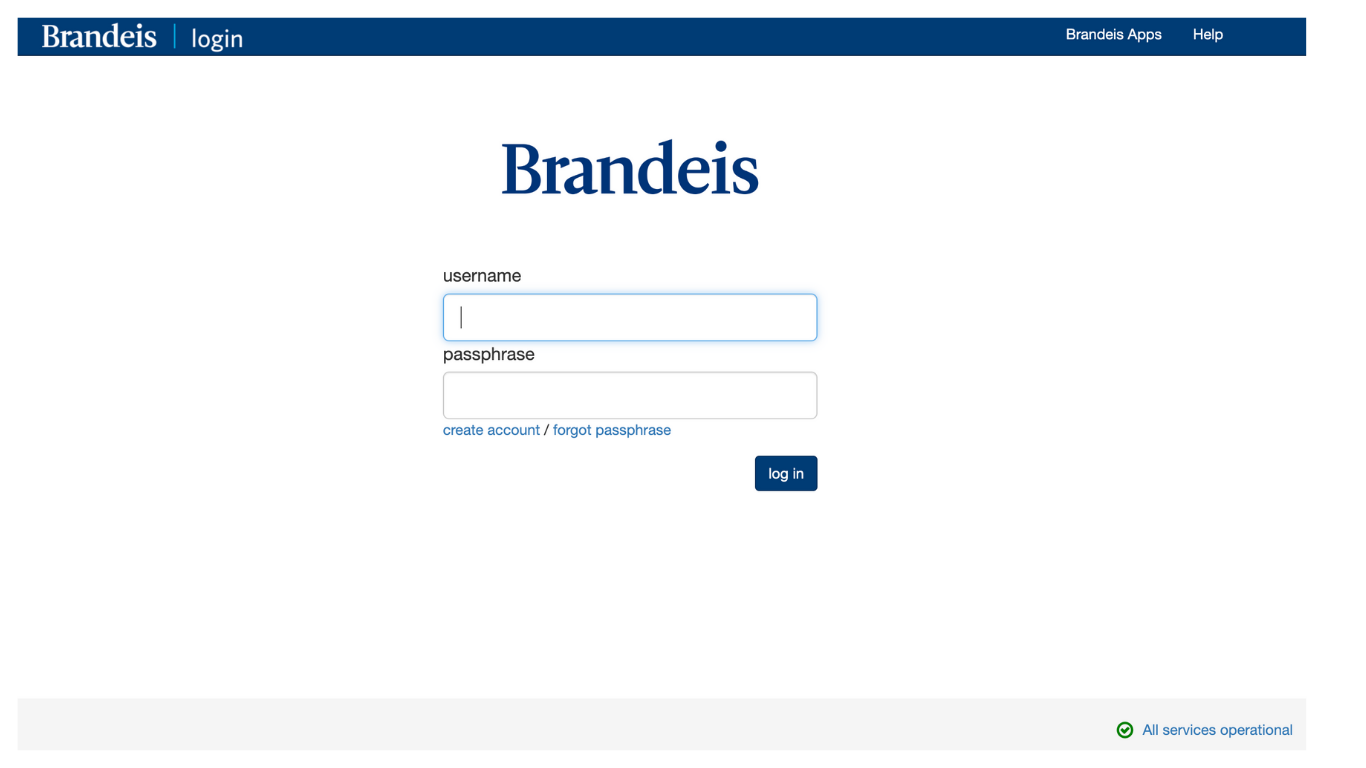 Brandeis | login Brandeis Apps Help
Brandeis
username
passphrase
create account / forgot passphrase
log in
All services operational